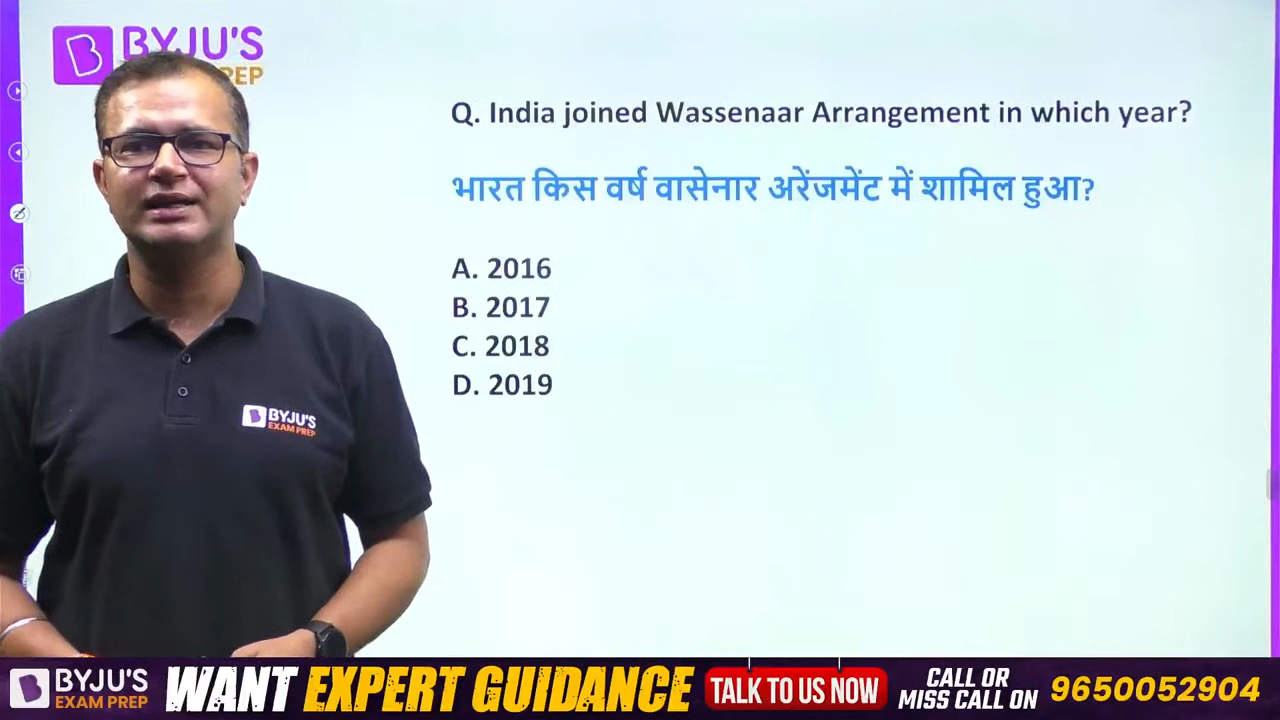 BYJU'S
PREP
Q. India joined Wassenaar Arrangement in which year?
भारत किस वर्ष वासेनार अरेंजमेंट में शामिल हुआ?
A. 2016
B. 2017
C. 2018
D. 2019
BYJU'S
EXAM PREP
BYJU'S
EXAM PREP
WANT EXPERT GUIDANCE
TALK TO US NOW
CALL OR
MISS CALL ON
9650052904